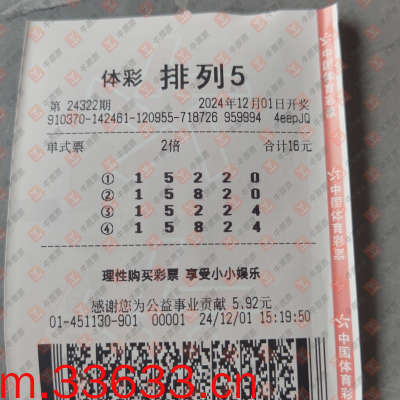 体彩 排列5
第 24322期 2024年12月01日开奖
910370-142461-120955-718726 959994 4eepJQ
单式票 2倍 合计16元
① 1 5 2 2 0
② 1 5 8 2 0
③ 1 5 2 2 4
④ 1 5 8 2 4
理性购买彩票 享受小小娱乐
感谢您为公益事业贡献 5.92元
01-451130-901 00001 24/12/01 15:19:50
中国体育彩票
中国体育彩票
中国体育
m.33633.cn